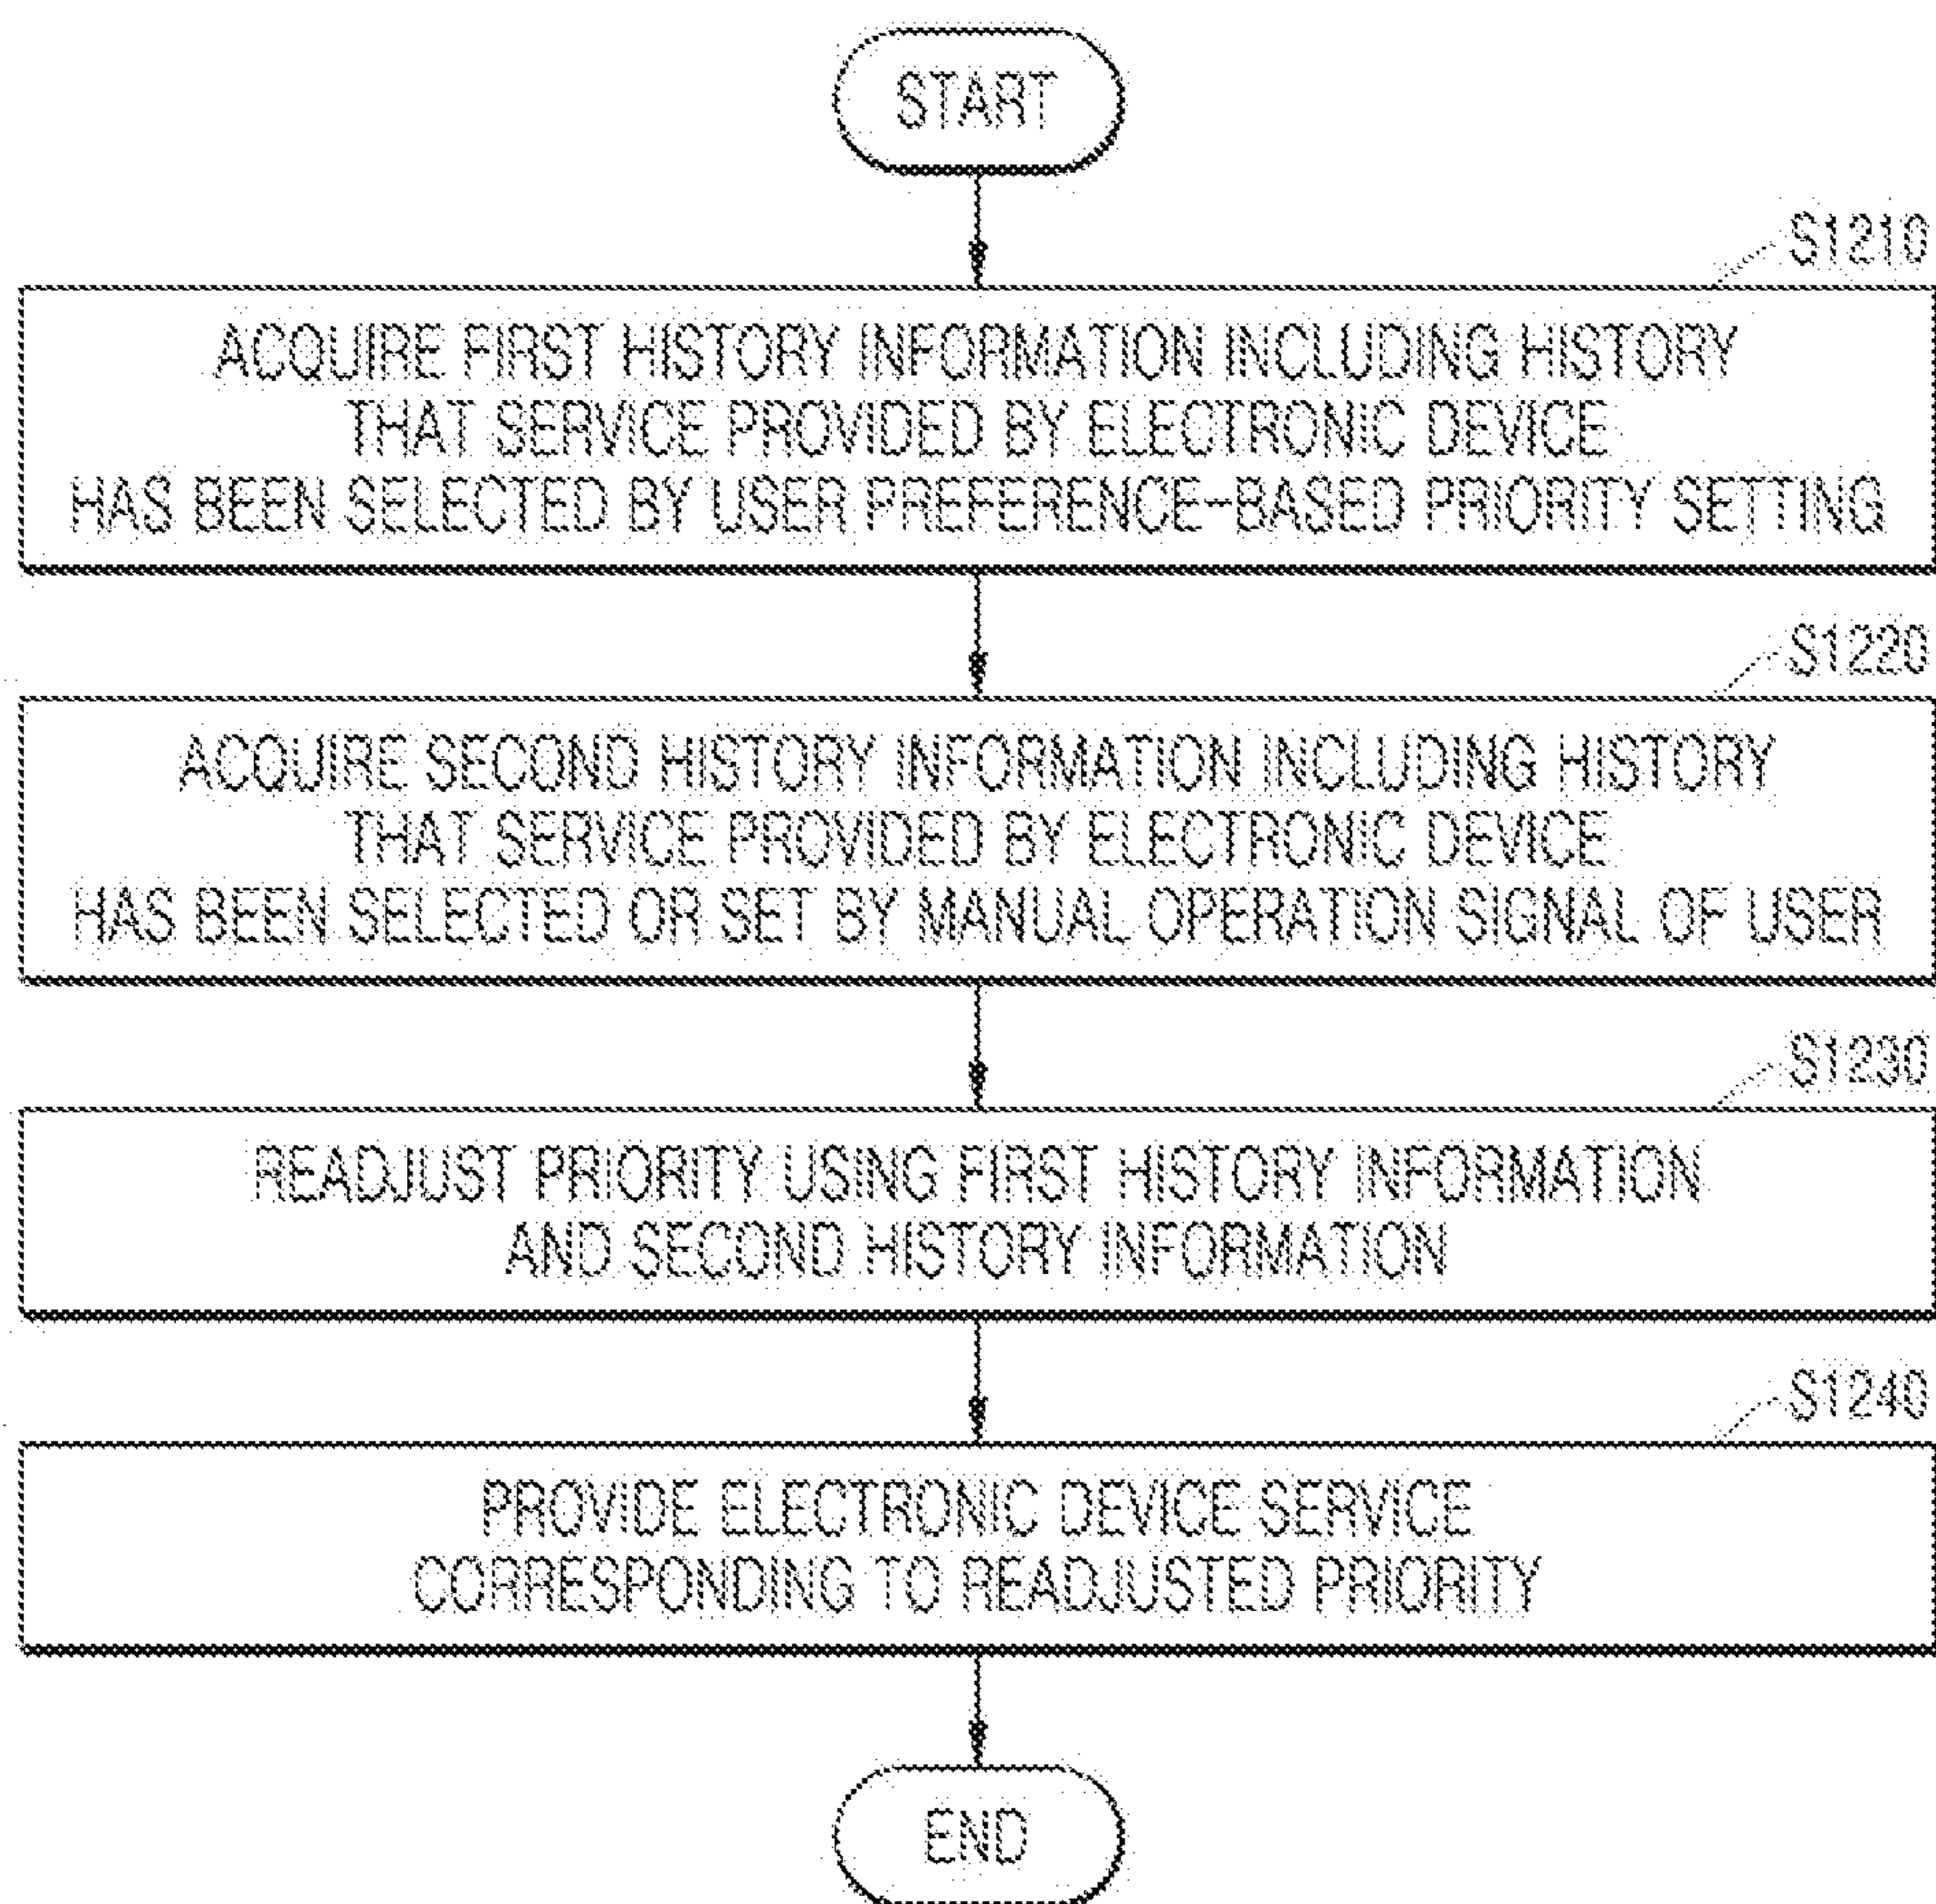 START
S1210
ACQUIRE FIRST HISTORY INFORMATION INCLUDING HISTORY
THAT SERVICE PROVIDED BY ELECTRONIC DEVICE
HAS BEEN SELECTED BY USER PREFERENCE-BASED PRIORITY SETTING
S1220
ACQUIRE SECOND HISTORY INFORMATION INCLUDING HISTORY
THAT SERVICE PROVIDED BY ELECTRONIC DEVICE
HAS BEEN SELECTED OR SET BY MANUAL OPERATION SIGNAL OF USER
S1230
READJUST PRIORITY USING FIRST HISTORY INFORMATION
AND SECOND HISTORY INFORMATION
S1240
PROVIDE ELECTRONIC DEVICE SERVICE
CORRESPONDING TO READJUSTED PRIORITY
END